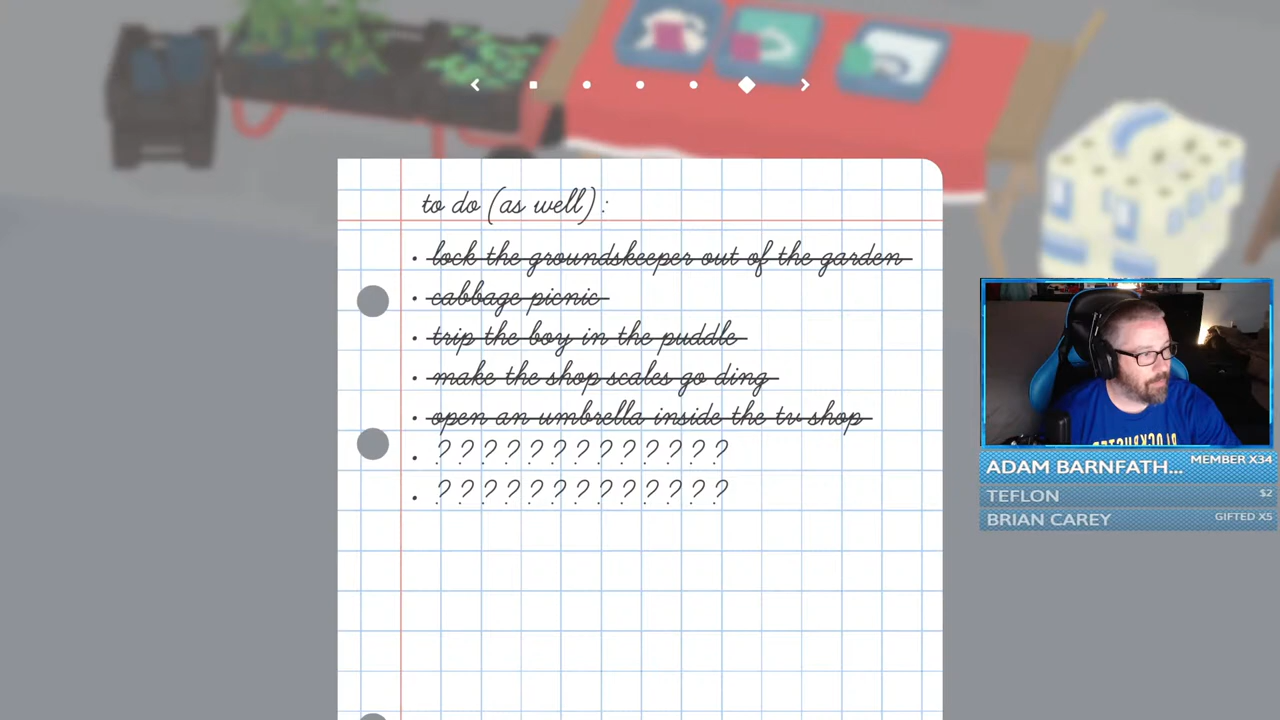 to do (as well):
• lock the groundskeeper out of the garden
• cabbage picnic
• trip the boy in the puddle
• make the shop scales go ding
• open an umbrella inside the tv shop
• ? ? ? ? ? ? ? ? ? ? ? ? ?
• ? ? ? ? ? ? ? ? ? ? ? ? ?
ADAM BARNFATH... MEMBER X34
TEFLON $2
BRIAN CAREY GIFTED X5